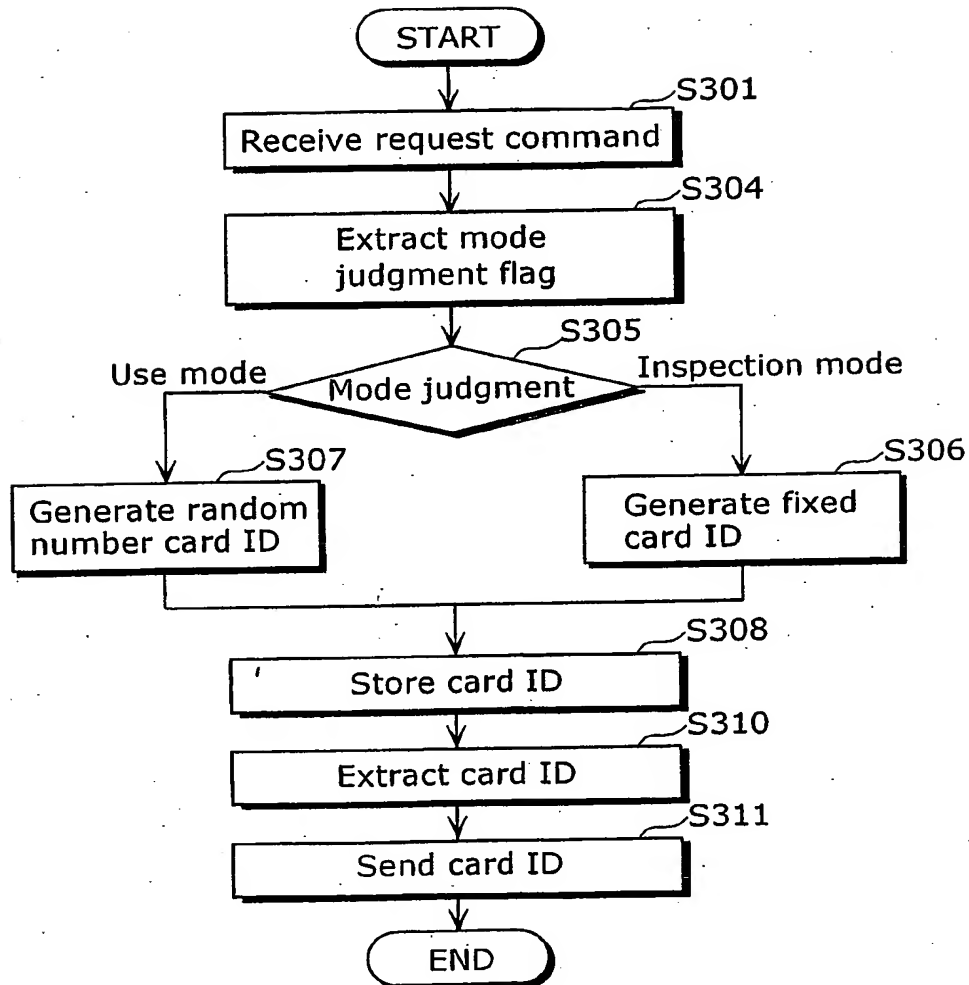 START
S301
Receive request command
S304
Extract mode
judgment flag
S305
Use mode
Mode judgment
Inspection mode
S307
Generate random
number card ID
S306
Generate fixed
card ID
S308
Store card ID
S310
Extract card ID
S311
Send card ID
END